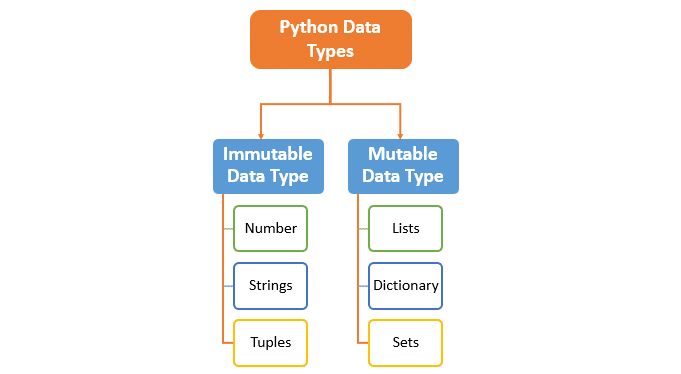 Python Data
Types
Immutable
Data Type
Mutable
Data Type
Number
Lists
Strings
Dictionary
Tuples
Sets